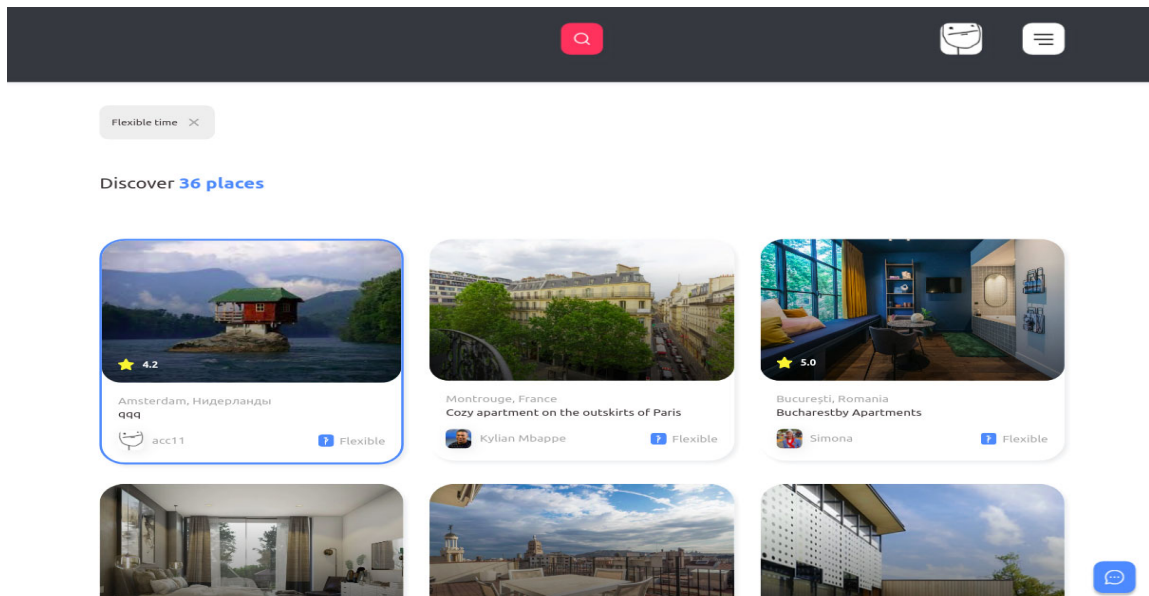 Flexible time
Discover 36 places
4.2
Amsterdam, Нидерланды
qqq
acc11
Flexible
Montrouge, France
Cozy apartment on the outskirts of Paris
Kylian Mbappe
Flexible
5.0
București, Romania
Bucharestby Apartments
Simona
Flexible